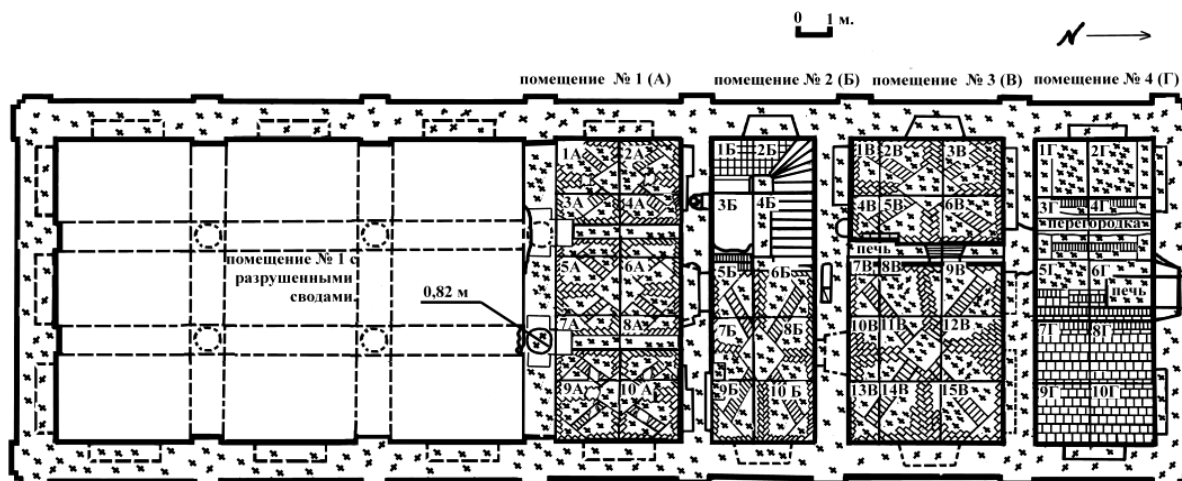 0 1 м.
N
помещение № 1 (А) помещение № 2 (Б) помещение № 3 (В) помещение № 4 (Г)
1А 2А 1Б 2Б 1В 2В 3В 1Г 2Г
3А 4А 3Б 4Б 4В 5В 6В 3Г 4Г
перегородка
помещение № 1 с
разрушенными
сводами.
печь
5А 6А 5Б 6Б 7В 8В 9В 5Г 6Г
печь
0,82 м
7А 8А 7Б 8Б 10В 11В 12В 7Г 8Г
9А 10А 9Б 10 Б 13В 14В 15В 9Г 10Г